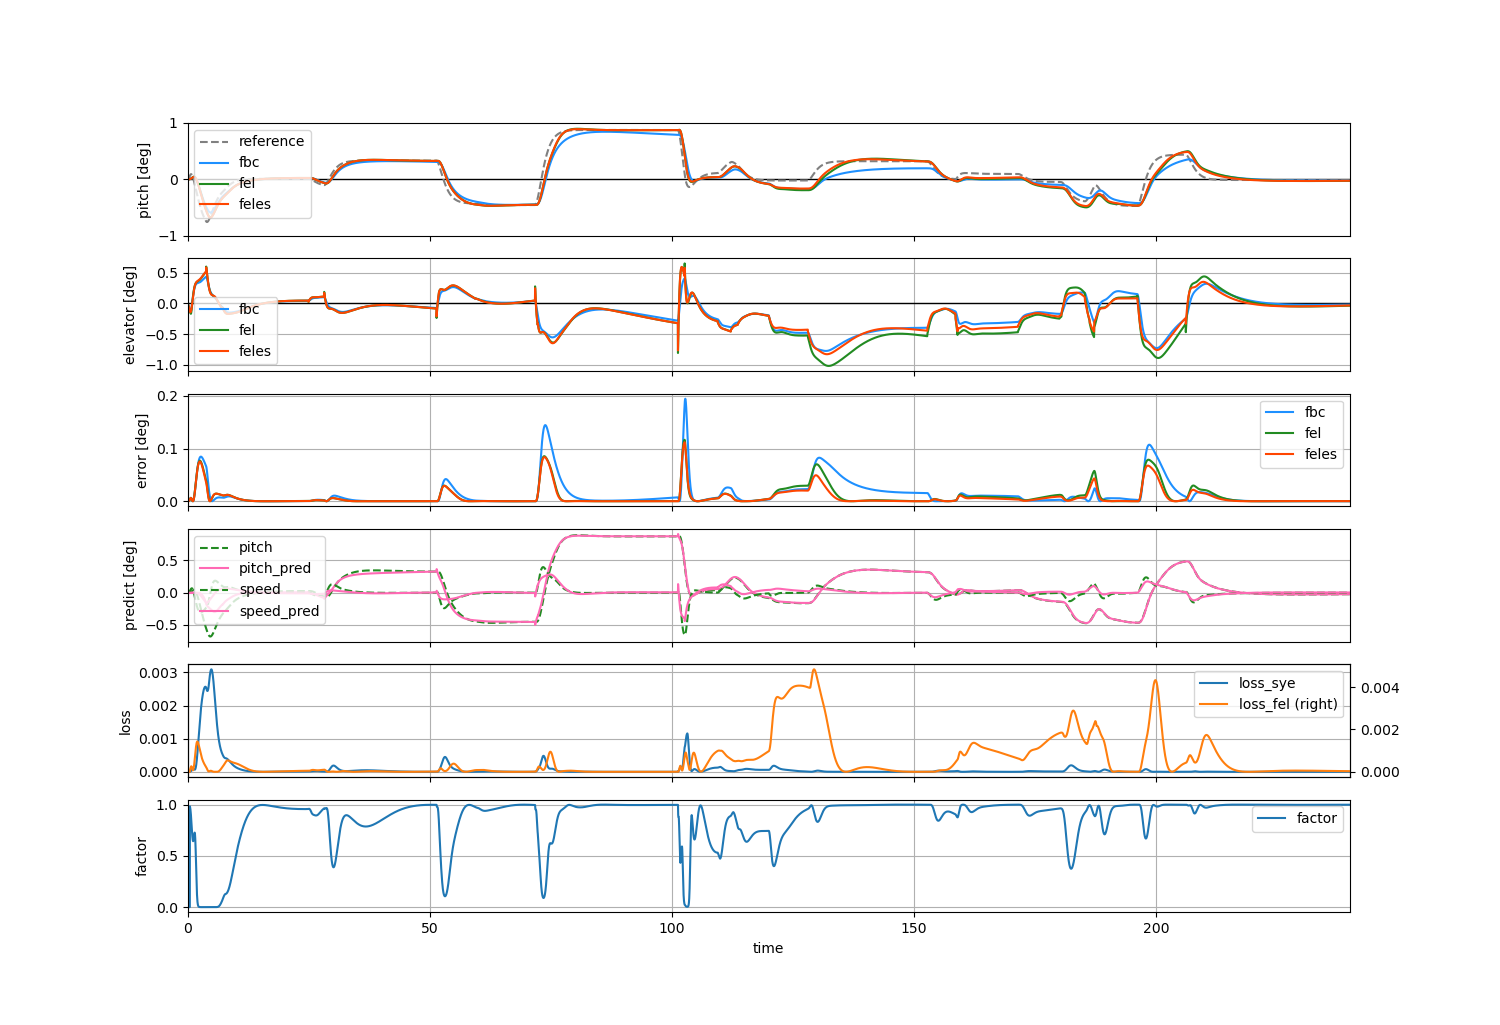 1
0
−1
pitch [deg]
reference
fbc
fel
feles
0.5
0.0
−0.5
−1.0
elevator [deg]
fbc
fel
feles
0.2
0.1
0.0
error [deg]
fbc
fel
feles
0.5
0.0
−0.5
predict [deg]
pitch
pitch_pred
speed
speed_pred
0.003
0.002
0.001
0.000
loss
loss_sye
loss_fel (right)
0.004
0.002
0.000
1.0
0.5
0.0
factor
factor
0 50 100 150 200
time